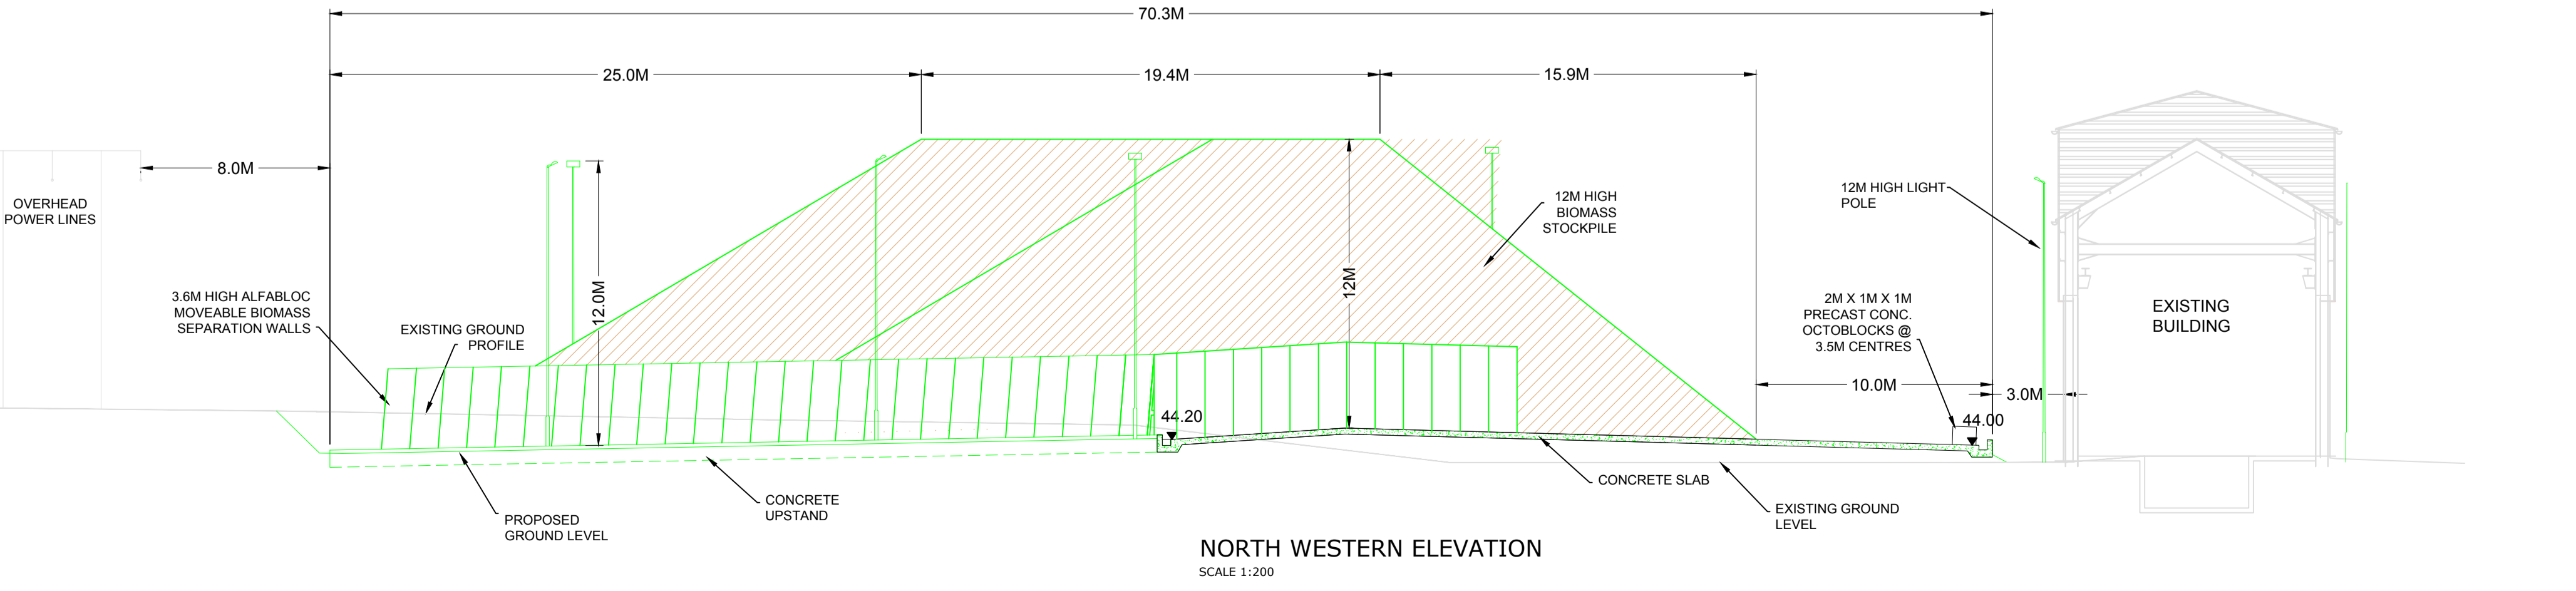 70.3M
25.0M
19.4M
15.9M
8.0M
OVERHEAD
POWER LINES
12M HIGH
BIOMASS
STOCKPILE
12M HIGH LIGHT
POLE
12.0M
12M
3.6M HIGH ALFABLOC
MOVEABLE BIOMASS
SEPARATION WALLS
EXISTING GROUND
PROFILE
2M X 1M X 1M
PRECAST CONC.
OCTOBLOCKS @
3.5M CENTRES
EXISTING
BUILDING
10.0M
3.0M
44.20
44.00
CONCRETE SLAB
CONCRETE
UPSTAND
EXISTING GROUND
LEVEL
PROPOSED
GROUND LEVEL
NORTH WESTERN ELEVATION
SCALE 1:200